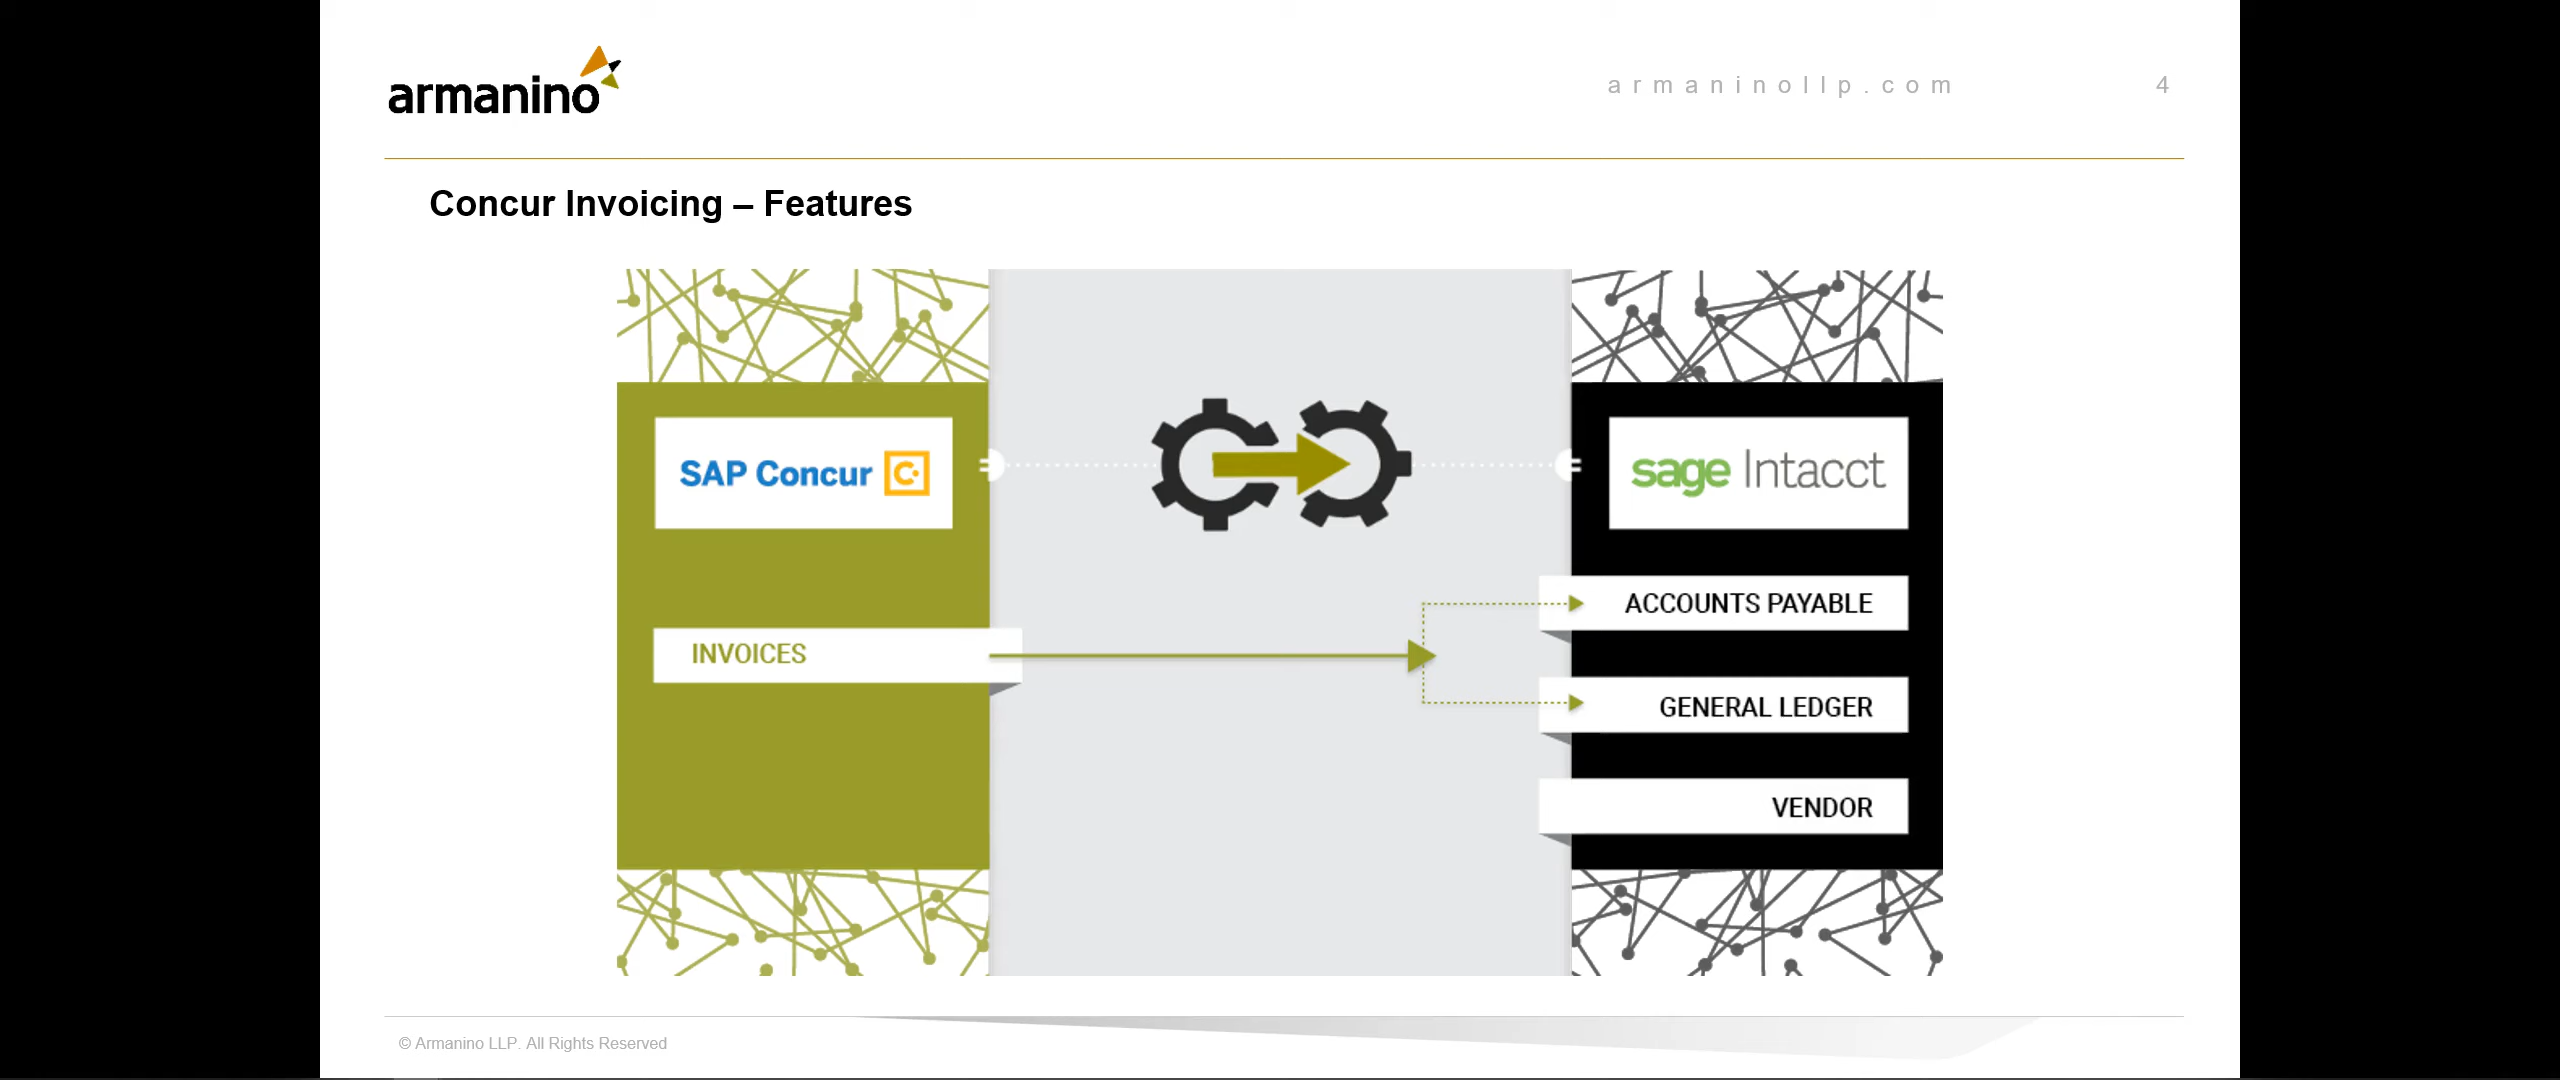 armanino
armaninollp.com
4
Concur Invoicing – Features
SAP Concur
sage Intacct
ACCOUNTS PAYABLE
INVOICES
GENERAL LEDGER
VENDOR
© Armanino LLP. All Rights Reserved